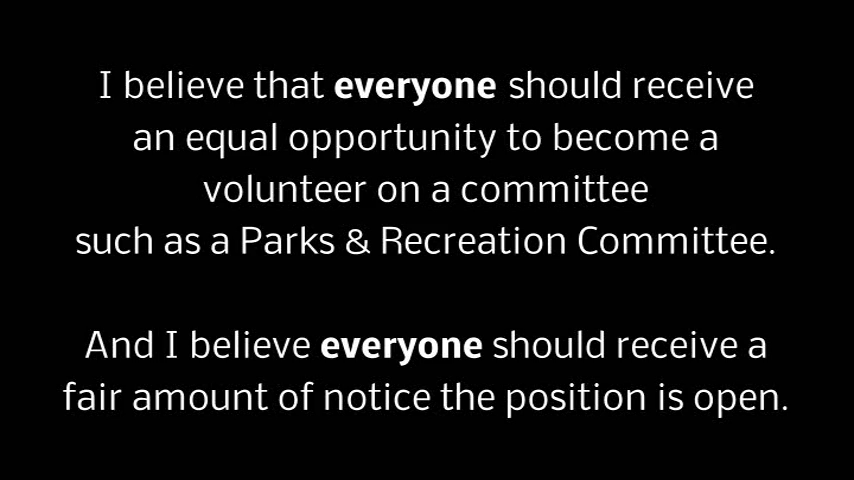 I believe that everyone should receive
an equal opportunity to become a
volunteer on a committee
such as a Parks & Recreation Committee.
And I believe everyone should receive a
fair amount of notice the position is open.